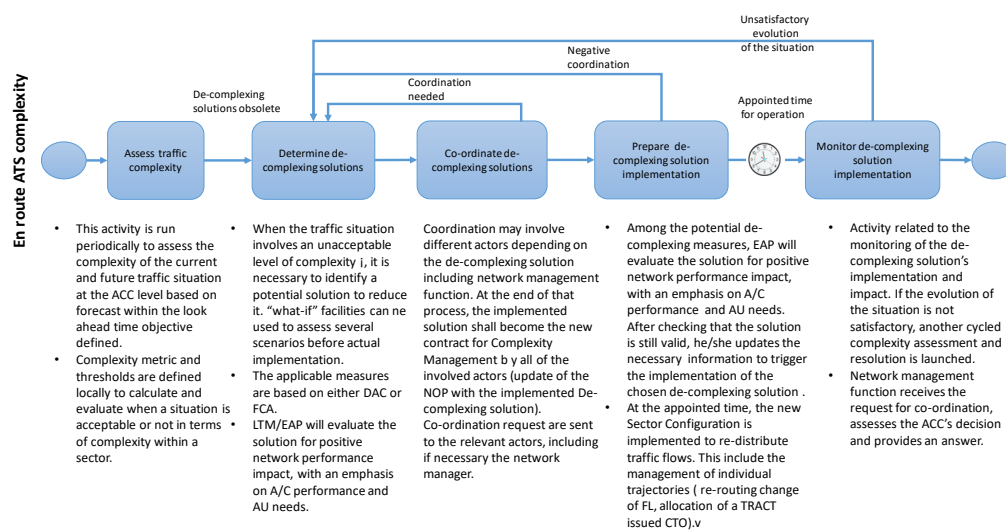 En route ATS complexity
Unsatisfactory
evolution
of the situation
Negative
coordination
Coordination
needed
De-complexing
solutions obsolete
Appointed time
for operation
Assess traffic
complexity
Determine de-
complexing solutions
Co-ordinate de-
complexing solutions
Prepare de-
complexing solution
implementation
Monitor de-complexing
solution
implementation
• This activity is run
periodically to assess the
complexity of the current
and future traffic situation
at the ACC level based on
forecast within the look
ahead time objective
defined.
• Complexity metric and
thresholds are defined
locally to calculate and
evaluate when a situation is
acceptable or not in terms
of complexity within a
sector.
• When the traffic situation
involves an unacceptable
level of complexity ¡, it is
necessary to identify a
potential solution to reduce
it. “what-if” facilities can be
used to assess several
scenarios before actual
implementation.
• The applicable measures
are based on either DAC or
FCA.
• LTM/EAP will evaluate the
solution for positive
network performance
impact, with an emphasis
on A/C performance and
AU needs.
Coordination may involve
different actors depending on
the de-complexing solution
including network management
function. At the end of that
process, the implemented
solution shall become the new
contract for Complexity
Management b y all of the
involved actors (update of the
NOP with the implemented De-
complexing solution).
Co-ordination request are sent
to the relevant actors, including
if necessary the network
manager.
• Among the potential de-
complexing measures, EAP will
evaluate the solution for positive
network performance impact,
with an emphasis on A/C
performance and AU needs.
After checking that the solution
is still valid, he/she updates the
necessary information to trigger
the implementation of the
chosen de-complexing solution .
• At the appointed time, the new
Sector Configuration is
implemented to re-distribute
traffic flows. This include the
management of individual
trajectories ( re-routing change
of FL, allocation of a TRACT
issued CTO).v
• Activity related to the
monitoring of the de-
complexing solution’s
implementation and
impact. If the evolution of
the situation is not
satisfactory, another cycled
complexity assessment and
resolution is launched.
• Network management
function receives the
request for co-ordination,
assesses the ACC’s decision
and provides an answer.